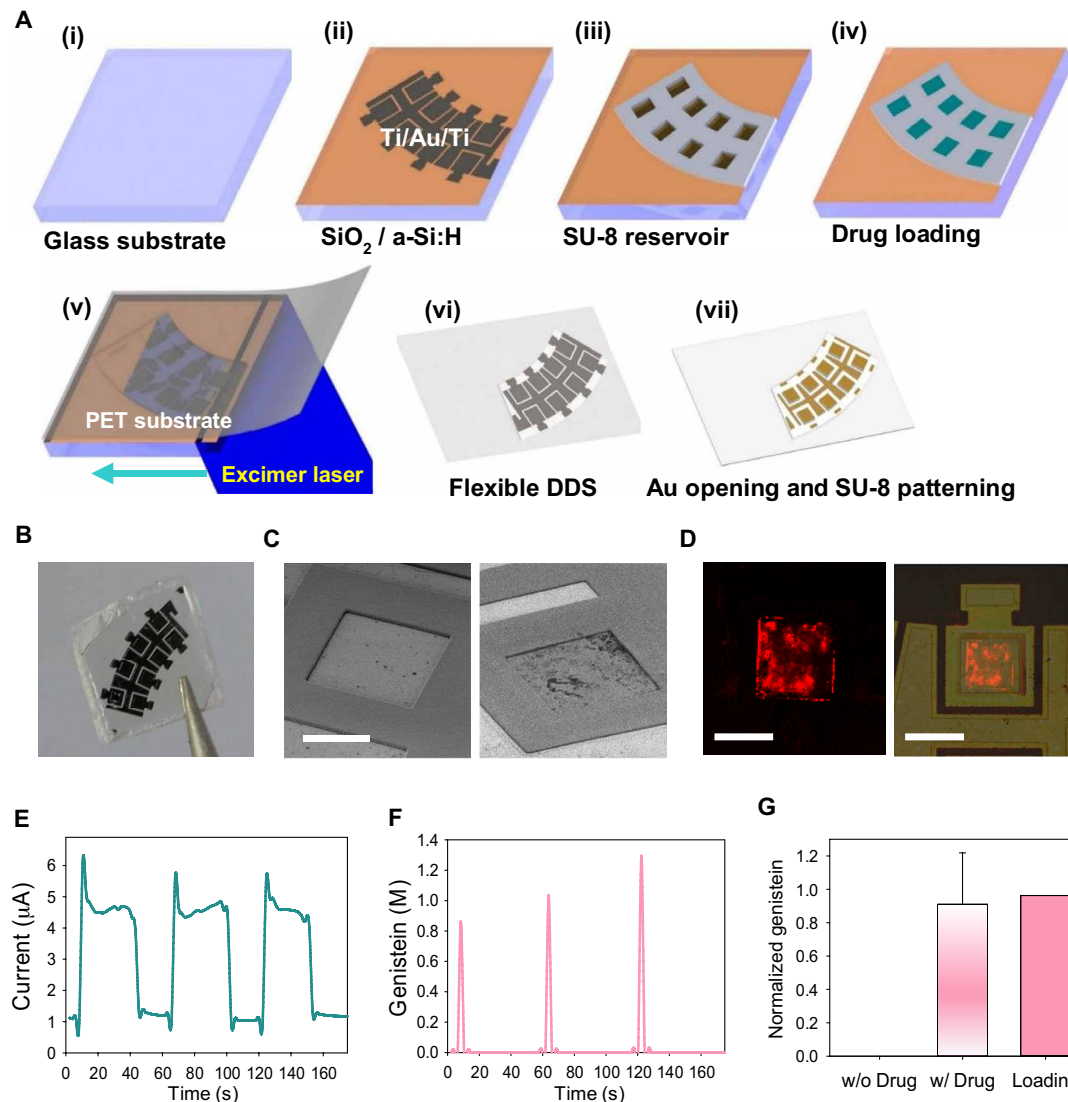 A
(i)
(ii)
(iii)
(iv)
Ti/Au/Ti
Glass substrate
SiO2 / a-Si:H
SU-8 reservoir
Drug loading
(v)
(vi)
(vii)
PET substrate
Excimer laser
Flexible DDS
Au opening and SU-8 patterning
B
C
D
E
Current (μA)
6
5
4
3
2
1
0
0 20 40 60 80 100 120 140 160
Time (s)
F
Genistein (M)
1.4
1.2
1.0
0.8
0.6
0.4
0.2
0.0
0 20 40 60 80 100 120 140 160
Time (s)
G
Normalized genistein
1.2
1.0
0.8
0.6
0.4
0.2
0.0
w/o Drug
w/ Drug